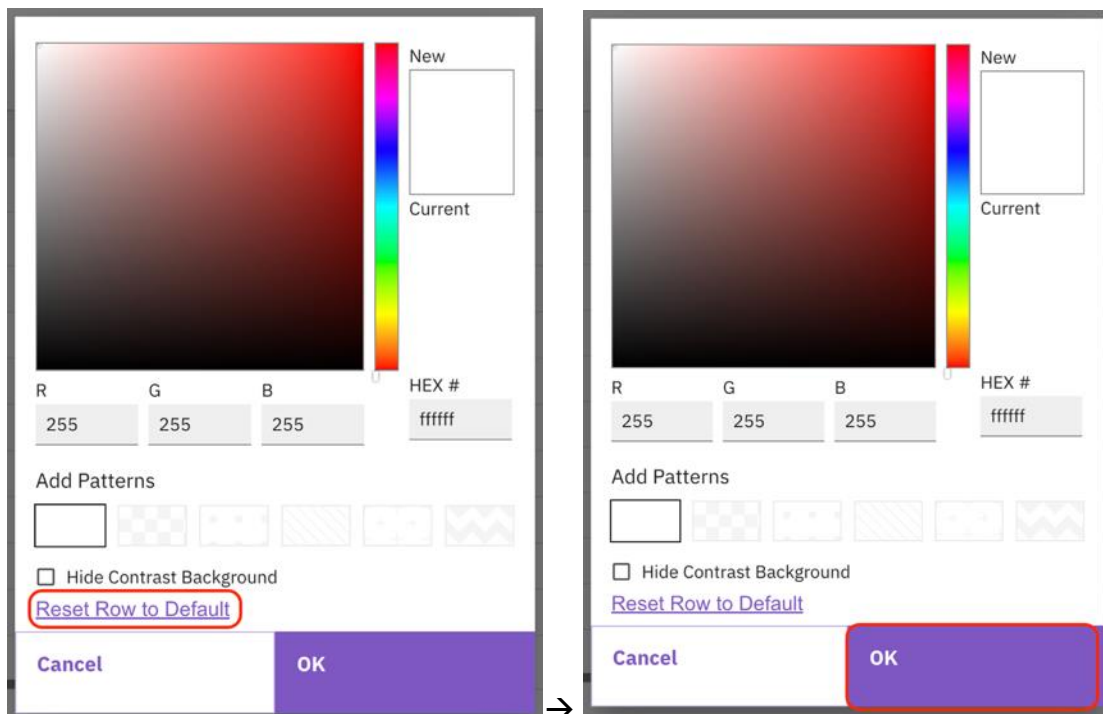 New
Current
R G B HEX #
255 255 255 ffffff
Add Patterns
Hide Contrast Background
Reset Row to Default
Cancel OK
→
New
Current
R G B HEX #
255 255 255 ffffff
Add Patterns
Hide Contrast Background
Reset Row to Default
Cancel OK